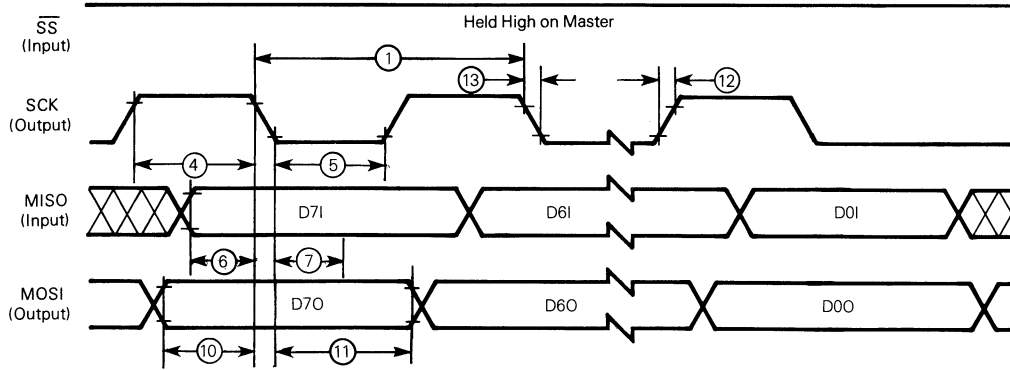 SS
(Input)
Held High on Master
1
13
12
SCK
(Output)
4
5
MISO
(Input)
D7I
D6I
D0I
6
7
MOSI
(Output)
D7O
D6O
D0O
10
11